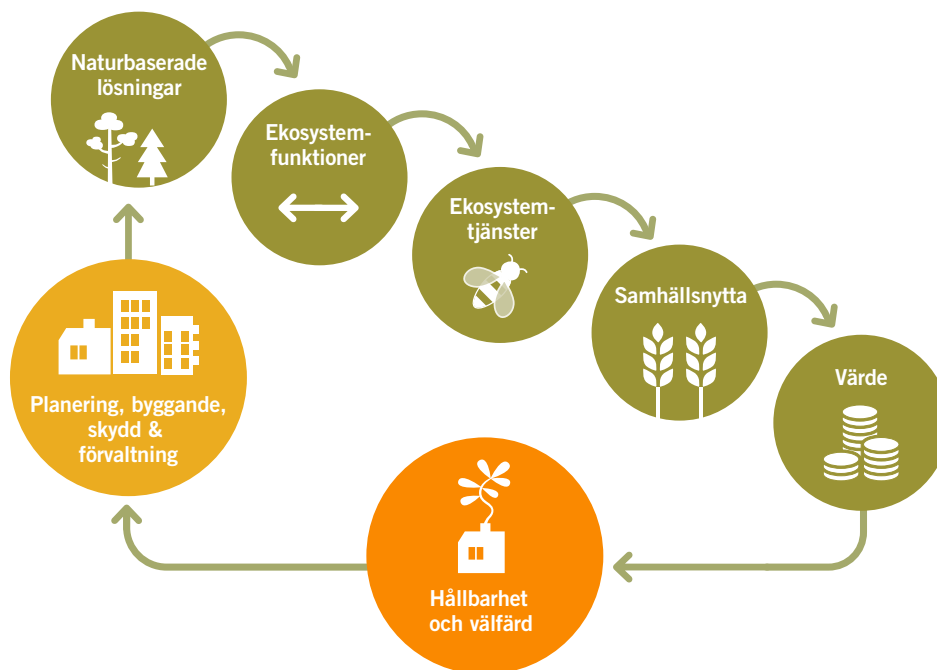 Naturbaserade
lösningar
Ekosystem-
funktioner
Ekosystem-
tjänster
Samhällsnytta
Värde
Planering, byggande,
skydd &
förvaltning
Hållbarhet
och välfärd